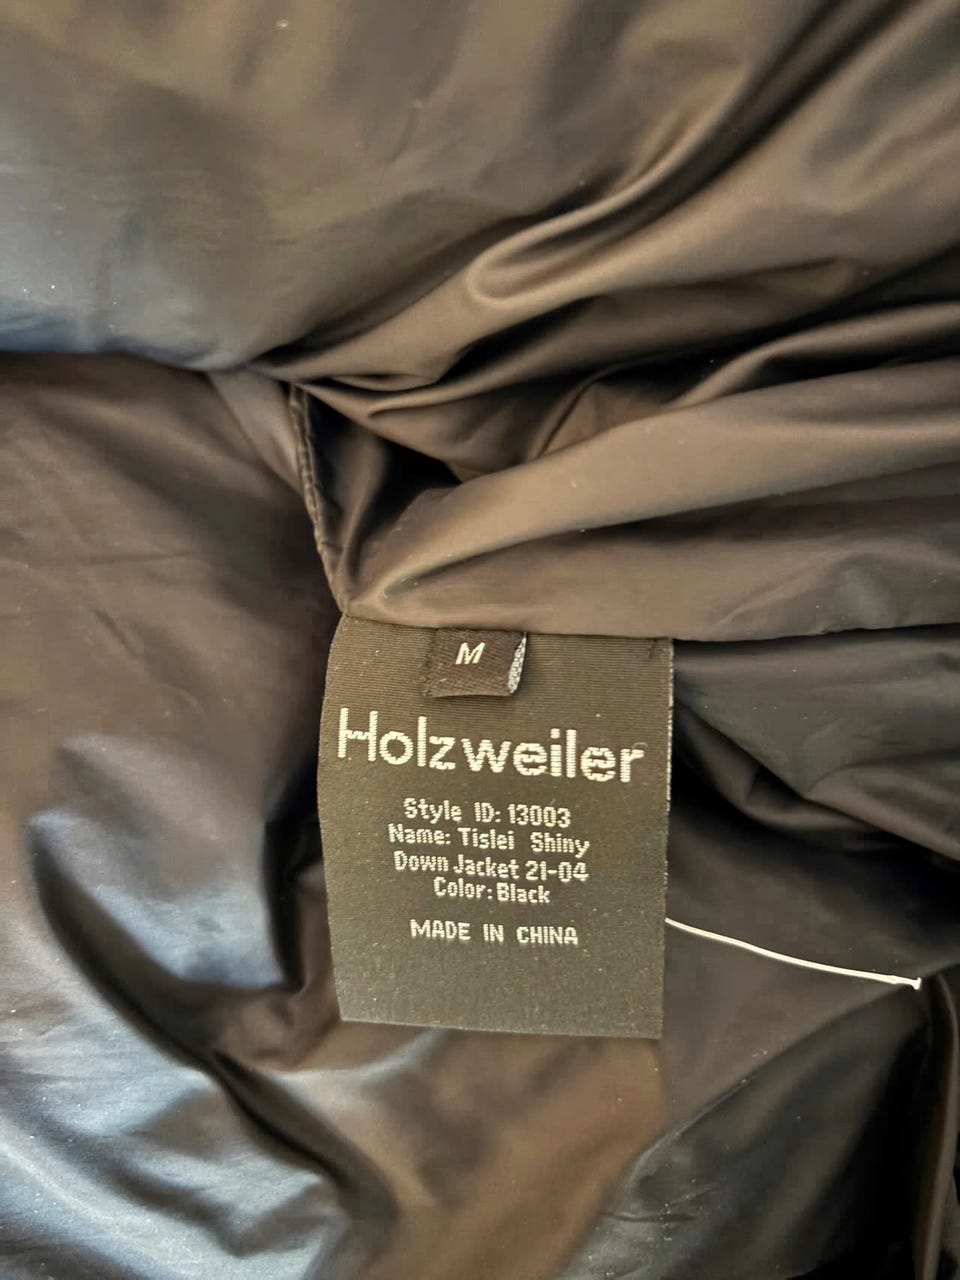 M
Holzweiler
Style ID: 13003
Name: Tislei Shiny
Down Jacket 21-04
Color: Black
MADE IN CHINA